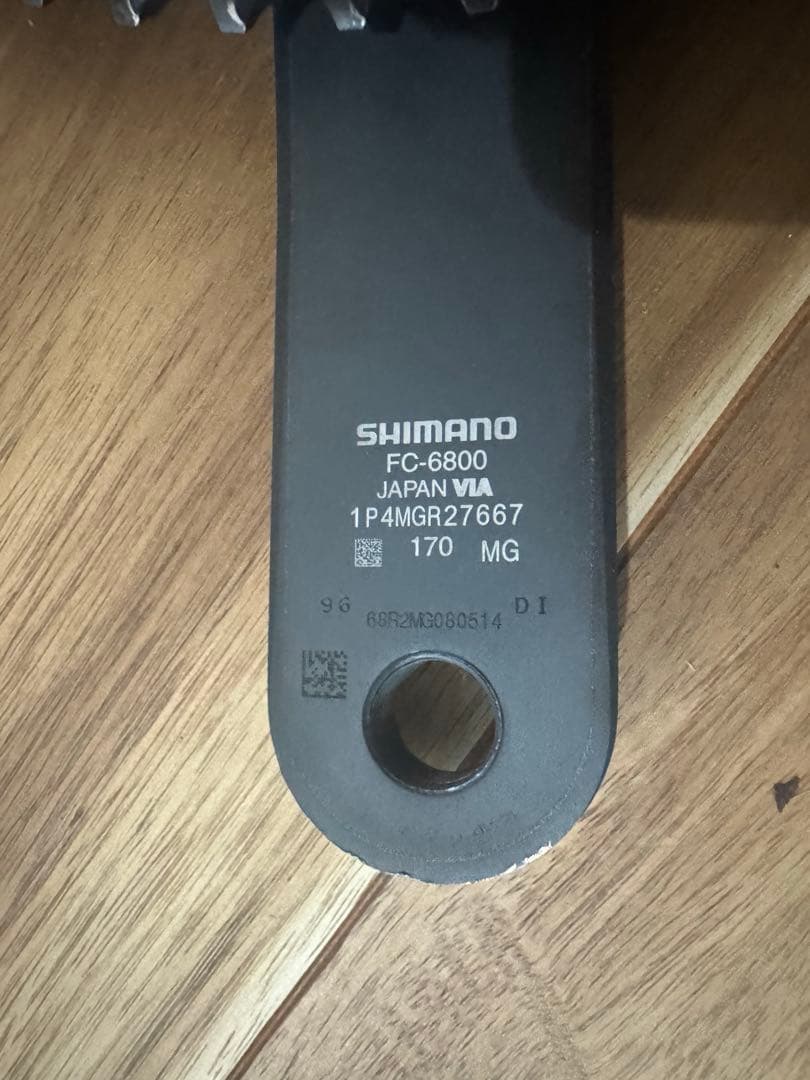 SHIMANO
FC-6800
JAPAN VIA
1P4MGR27667
170 MG
96 DI
68R2MG080514